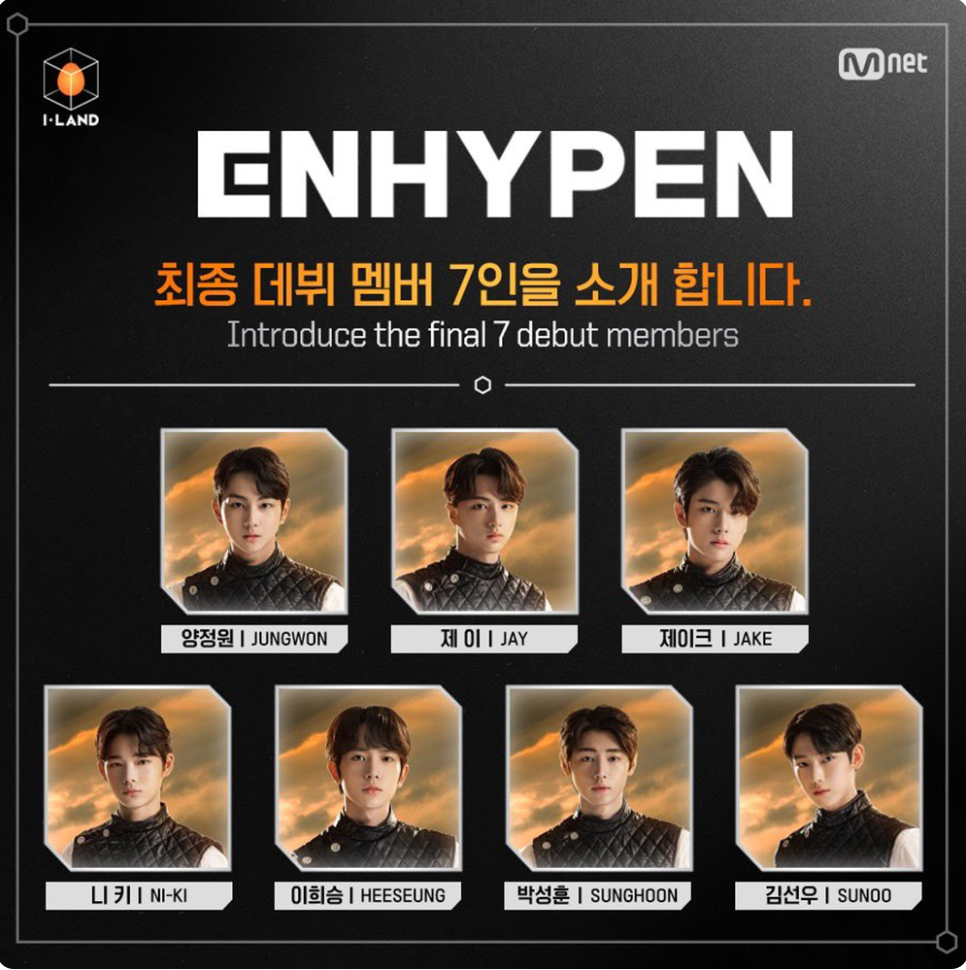 I·LAND
Mnet
ENHYPEN
최종 데뷔 멤버 7인을 소개 합니다.
Introduce the final 7 debut members
양정원 | JUNGWON
제 이 | JAY
제이크 | JAKE
니 키 | NI-KI
이희승 | HEESEUNG
박성훈 | SUNGHOON
김선우 | SUNOO